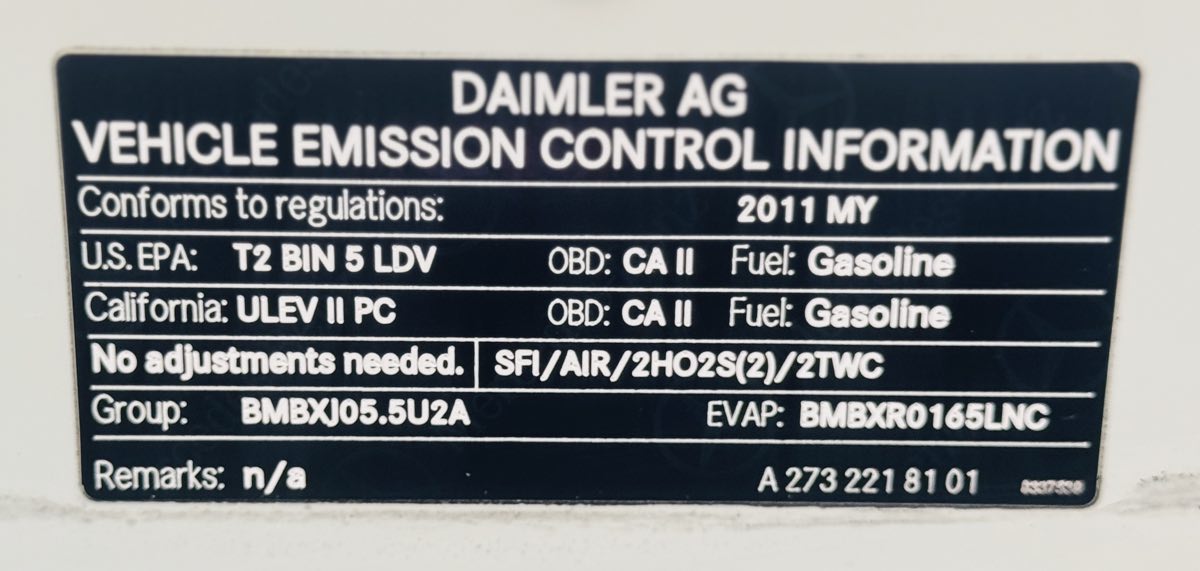 DAIMLER AG
VEHICLE EMISSION CONTROL INFORMATION
Conforms to regulations: 2011 MY
U.S. EPA: T2 BIN 5 LDV OBD: CA II Fuel: Gasoline
California: ULEV II PC OBD: CA II Fuel: Gasoline
No adjustments needed. SFI/AIR/2HO2S(2)/2TWC
Group: BMBXJ05.5U2A EVAP: BMBXR0165LNC
Remarks: n/a A 273 221 81 01